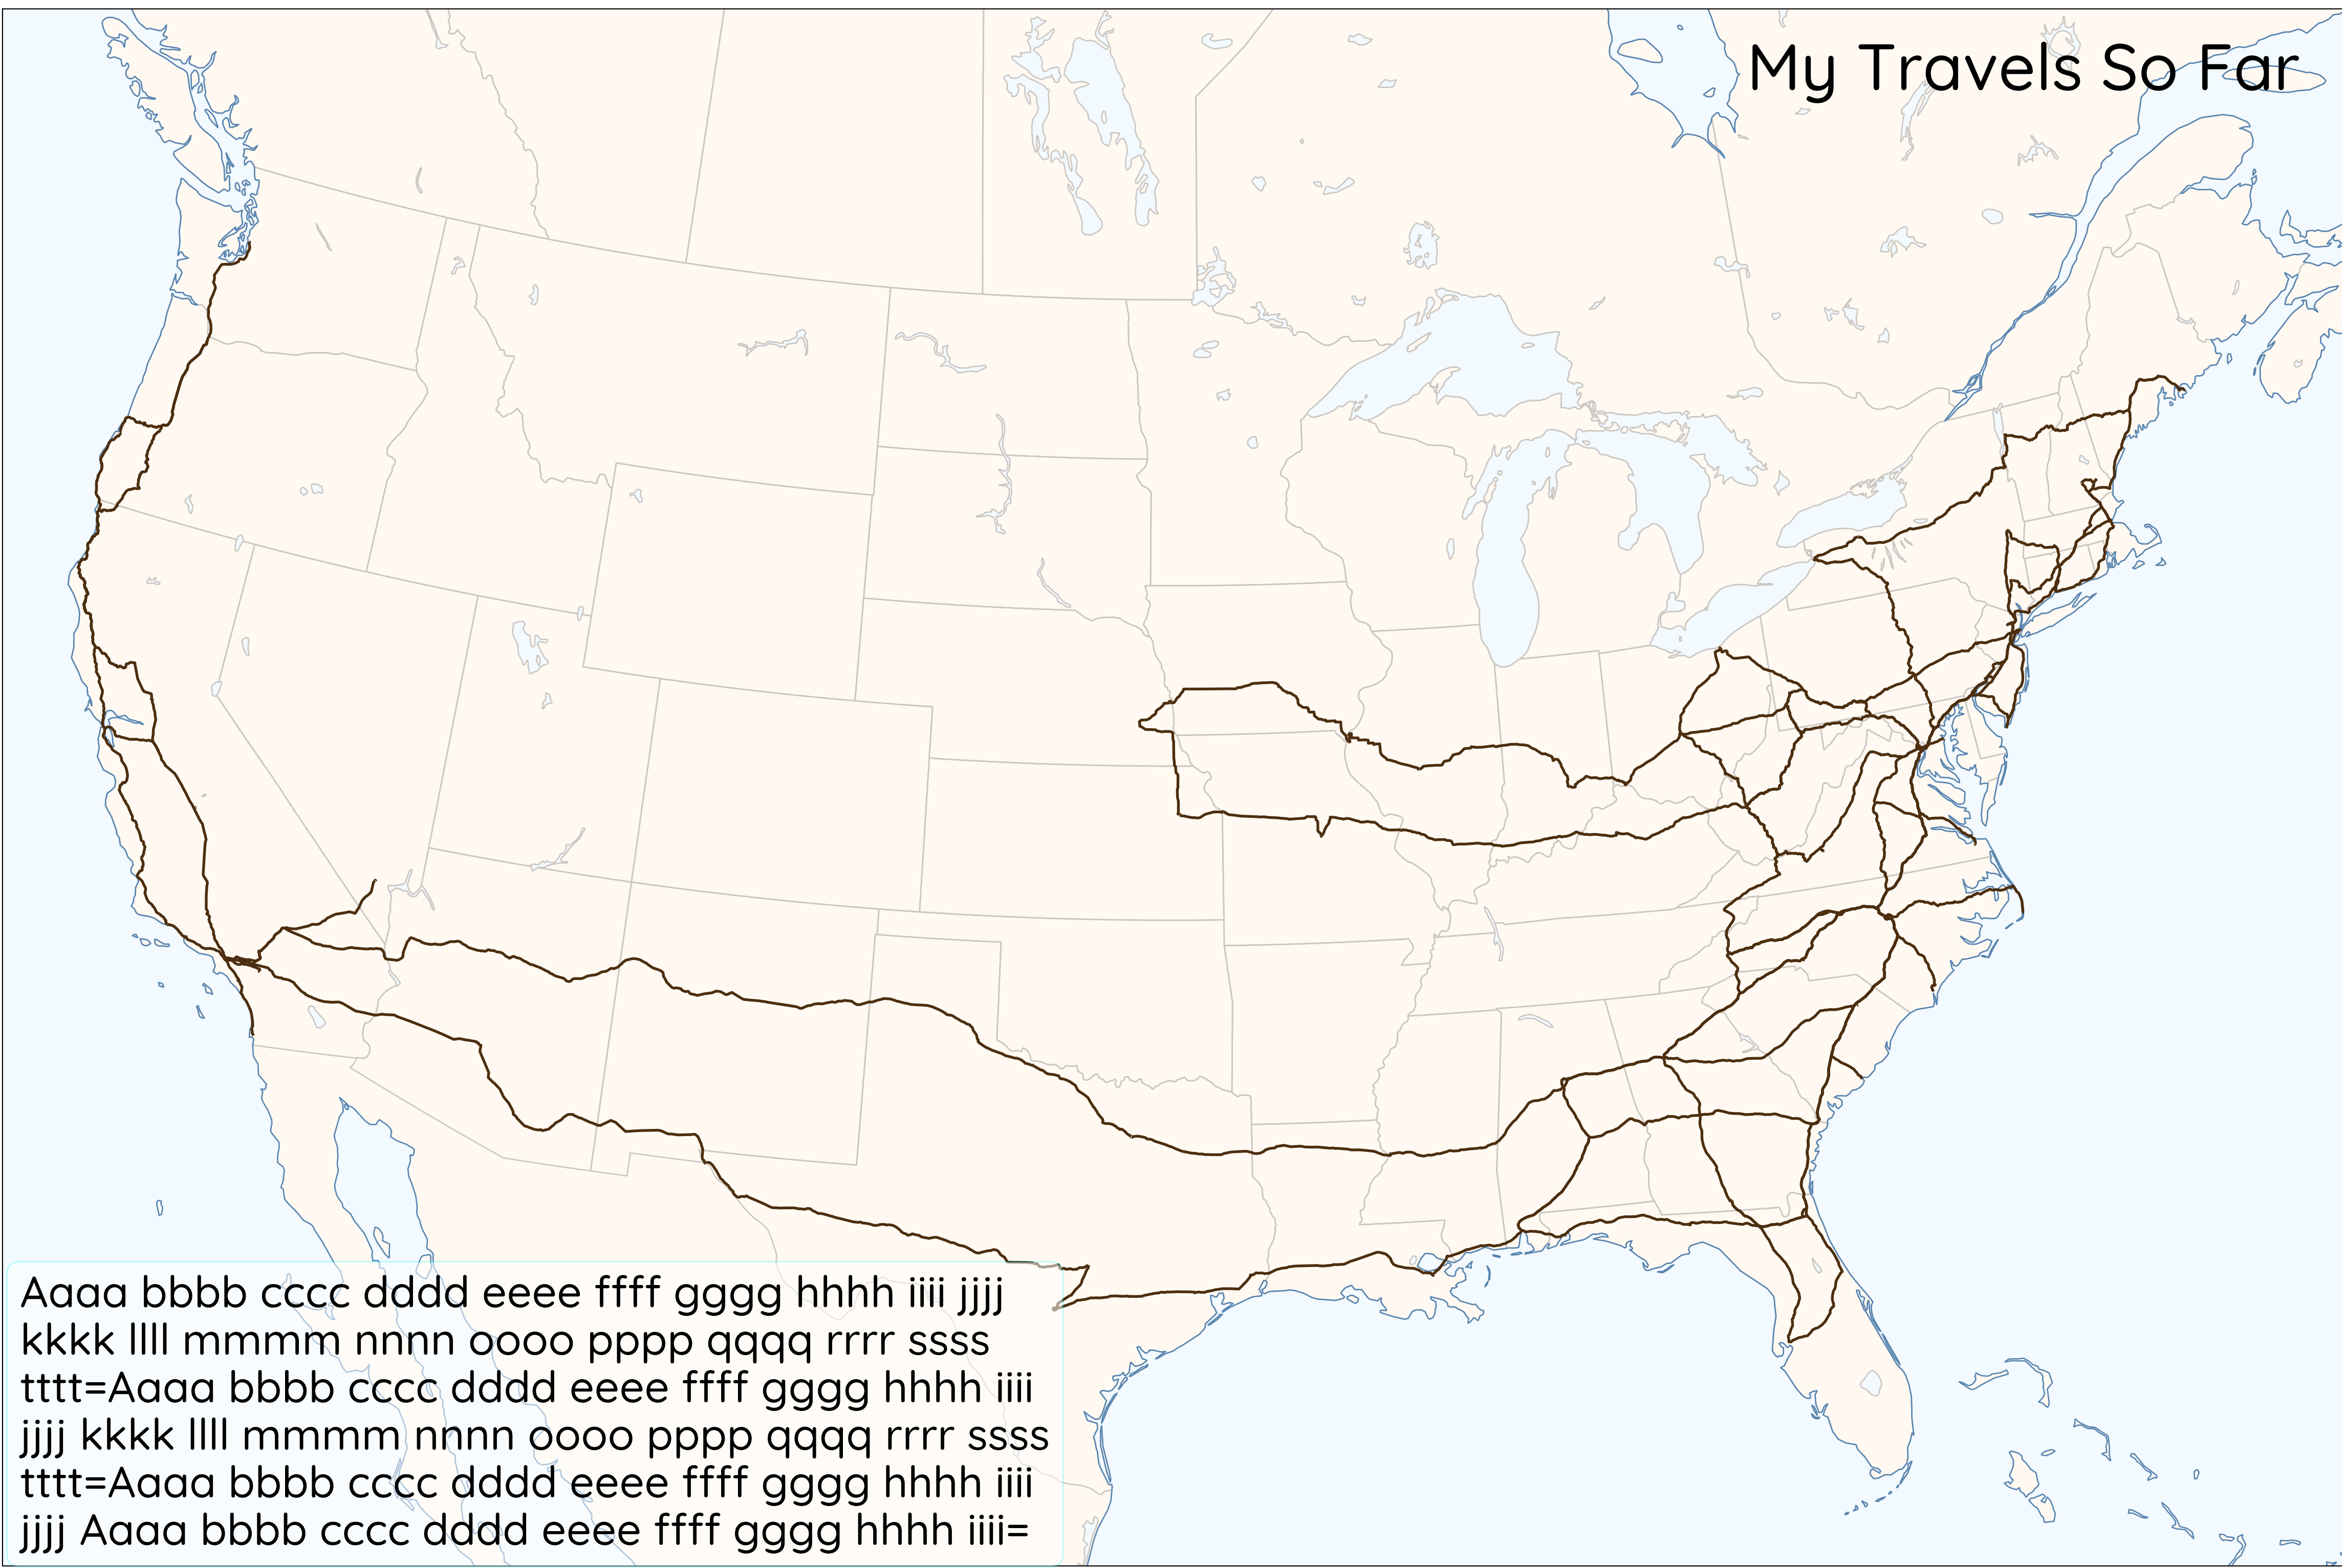 My Travels So Far
Aaaa bbbb cccc dddd eeee ffff gggg hhhh iiii jjjj
kkkk llll mmmm nnnn oooo pppp qqqq rrrr ssss
tttt=Aaaa bbbb cccc dddd eeee ffff gggg hhhh iiii
jjjj kkkk llll mmmm nnnn oooo pppp qqqq rrrr ssss
tttt=Aaaa bbbb cccc dddd eeee ffff gggg hhhh iiii
jjjj Aaaa bbbb cccc dddd eeee ffff gggg hhhh iiii=